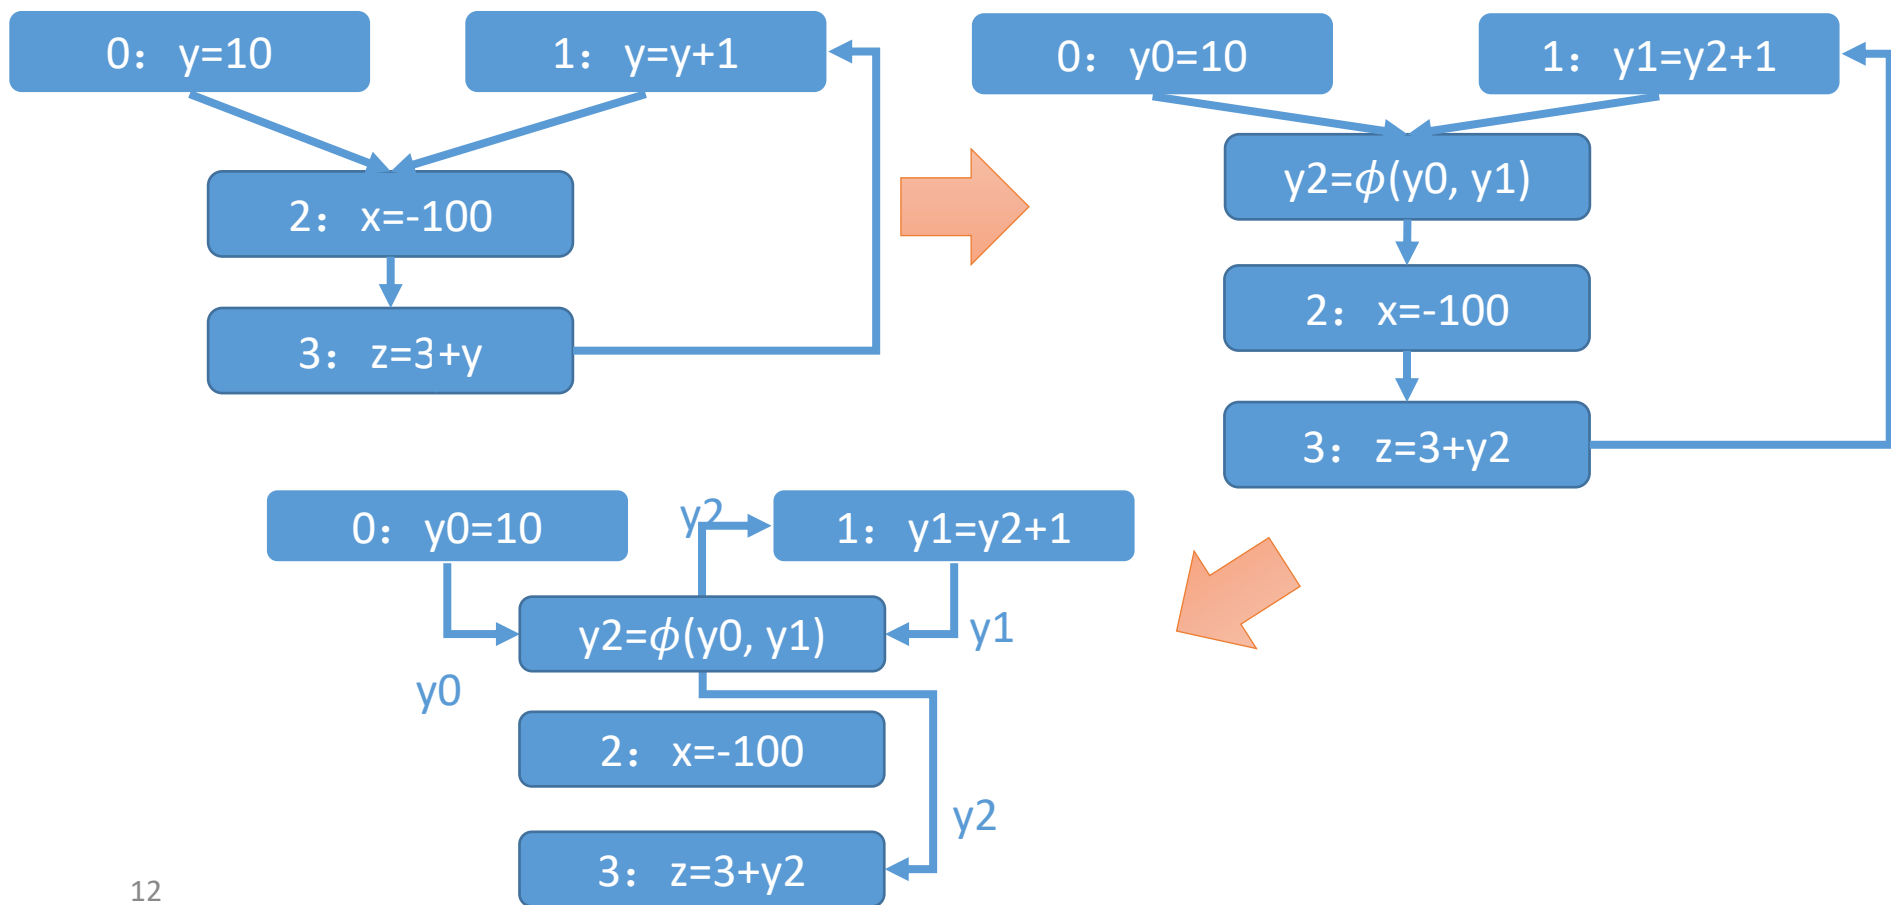 0： y=10
1： y=y+1
2： x=-100
3： z=3+y
0： y0=10
1： y1=y2+1
y2=ϕ(y0, y1)
2： x=-100
3： z=3+y2
0： y0=10
y2
1： y1=y2+1
y2=ϕ(y0, y1)
y1
y0
2： x=-100
y2
3： z=3+y2
12